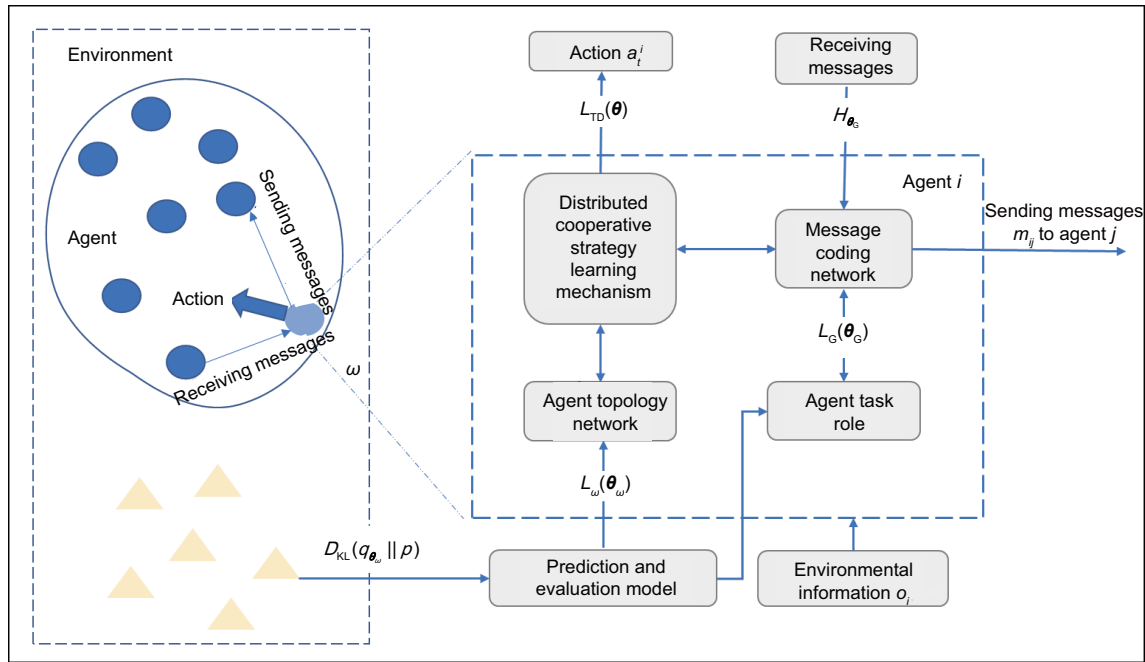 Environment
Agent
Action
Sending messages
Receiving messages
ω
D_KL(q_θ_ω || p)
Action a_t^i
L_TD(θ)
Receiving
messages
H_θ_G
Agent i
Distributed
cooperative
strategy
learning
mechanism
Message
coding
network
Sending messages
m_ij to agent j
L_G(θ_G)
Agent topology
network
Agent task
role
L_ω(θ_ω)
Prediction and
evaluation model
Environmental
information o_i